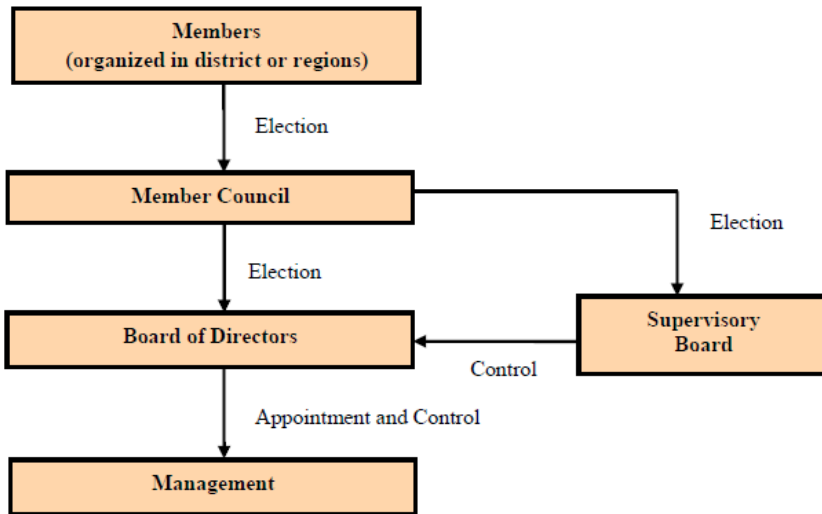 Members
(organized in district or regions)
Election
Member Council
Election
Election
Board of Directors
Supervisory
Board
Control
Appointment and Control
Management